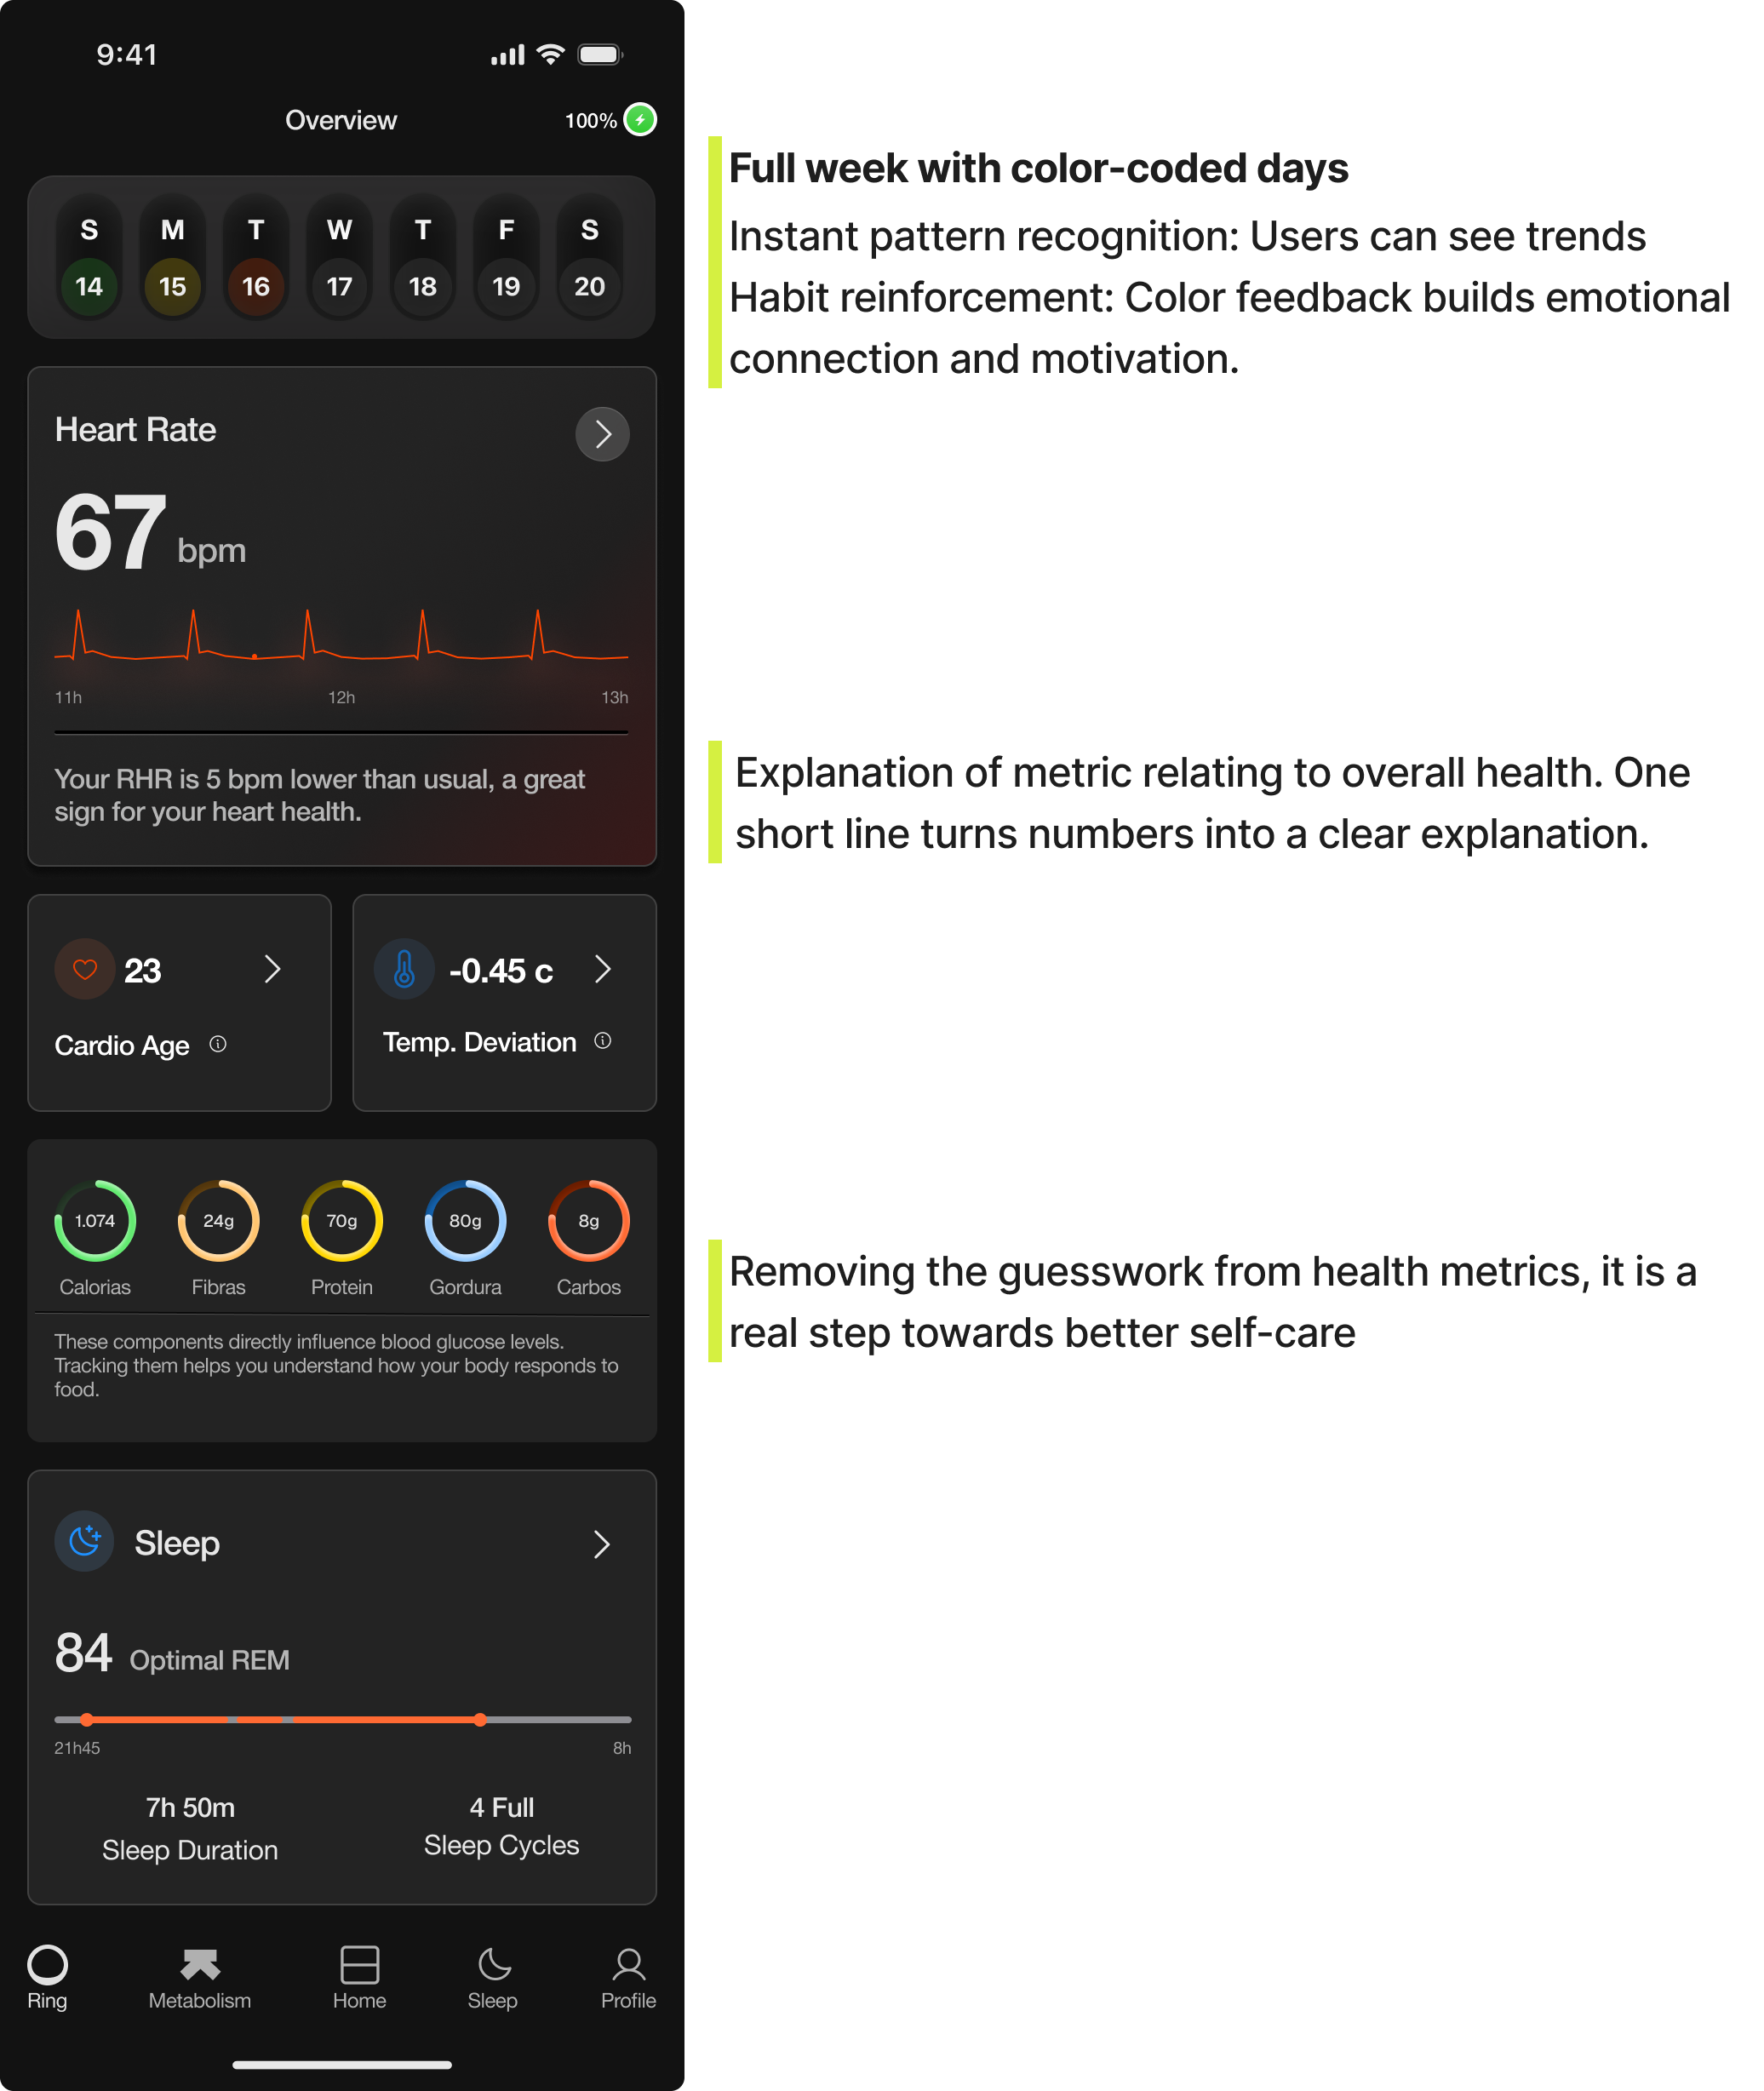 9:41
Overview
100%
S M T W T F S
14 15 16 17 18 19 20
Full week with color-coded days
Instant pattern recognition: Users can see trends
Habit reinforcement: Color feedback builds emotional
connection and motivation.
Heart Rate
67 bpm
11h 12h 13h
Your RHR is 5 bpm lower than usual, a great
sign for your heart health.
Explanation of metric relating to overall health. One
short line turns numbers into a clear explanation.
23
Cardio Age
-0.45 c
Temp. Deviation
1.074 24g 70g 80g 8g
Calorias Fibras Protein Gordura Carbos
These components directly influence blood glucose levels.
Tracking them helps you understand how your body responds to
food.
Removing the guesswork from health metrics, it is a
real step towards better self-care
Sleep
84 Optimal REM
21h45 8h
7h 50m
Sleep Duration
4 Full
Sleep Cycles
Ring Metabolism Home Sleep Profile